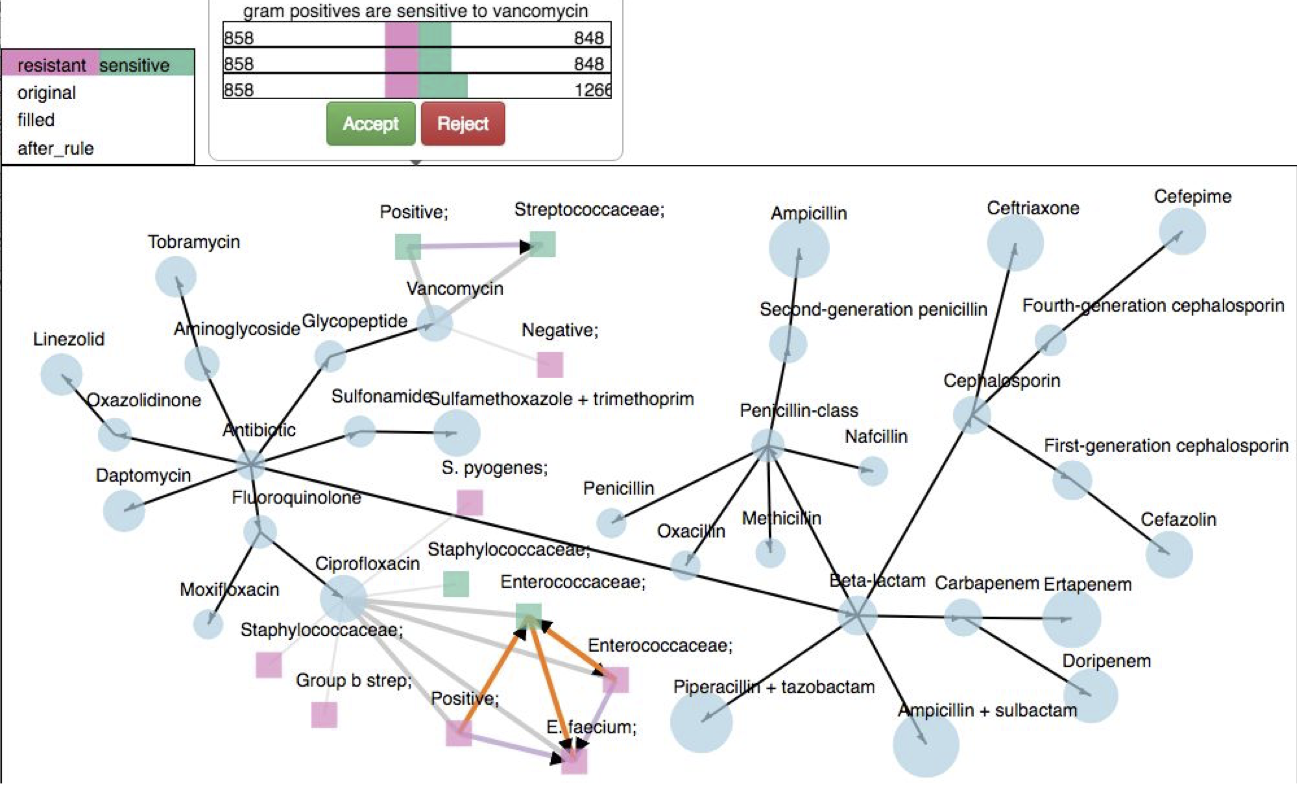 gram positives are sensitive to vancomycin
858 848
858 848
858 1266
resistant sensitive
original
filled
after_rule
Accept Reject
Cefepime
Positive; Streptococcaceae; Ampicillin Ceftriaxone
Tobramycin
Vancomycin
Second-generation penicillin Fourth-generation cephalosporin
Linezolid Aminoglycoside Glycopeptide Negative;
Cephalosporin
Oxazolidinone Sulfonamide Sulfamethoxazole + trimethoprim
Penicillin-class
Antibiotic Nafcillin
First-generation cephalosporin
Daptomycin S. pyogenes;
Fluoroquinolone Penicillin
Oxacillin Methicillin Cefazolin
Ciprofloxacin Staphylococcaceae;
Moxifloxacin Enterococcaceae; Beta-lactam Carbapenem Ertapenem
Staphylococcaceae;
Enterococcaceae; Doripenem
Group b strep; Piperacillin + tazobactam
Positive; Ampicillin + sulbactam
E. faecium;